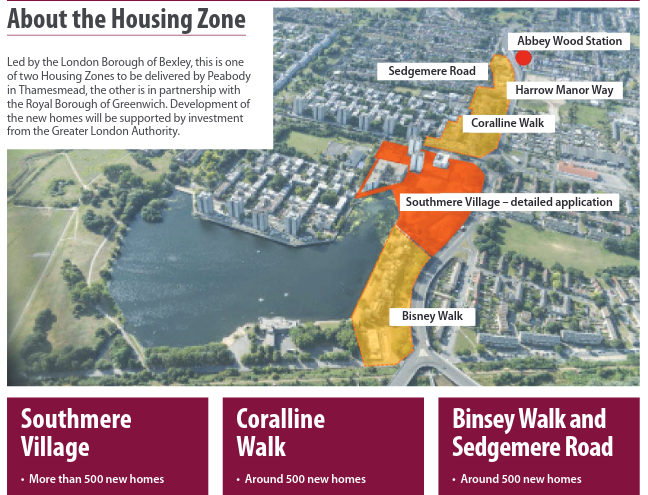 About the Housing Zone
Led by the London Borough of Bexley, this is one
of two Housing Zones to be delivered by Peabody
in Thamesmead, the other is in partnership with
the Royal Borough of Greenwich. Development of
the new homes will be supported by investment
from the Greater London Authority.
Abbey Wood Station
Sedgemere Road
Harrow Manor Way
Coralline Walk
Southmere Village – detailed application
Bisney Walk
Southmere
Village
• More than 500 new homes
Coralline
Walk
• Around 500 new homes
Binsey Walk and
Sedgemere Road
• Around 500 new homes